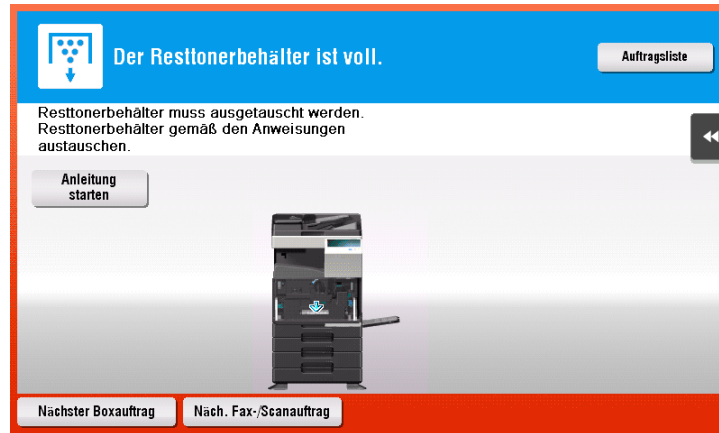 Der Resttonerbehälter ist voll.
Auftragsliste
Resttonerbehälter muss ausgetauscht werden.
Resttonerbehälter gemäß den Anweisungen
austauschen.
Anleitung
starten
Nächster Boxauftrag
Näch. Fax-/Scanauftrag